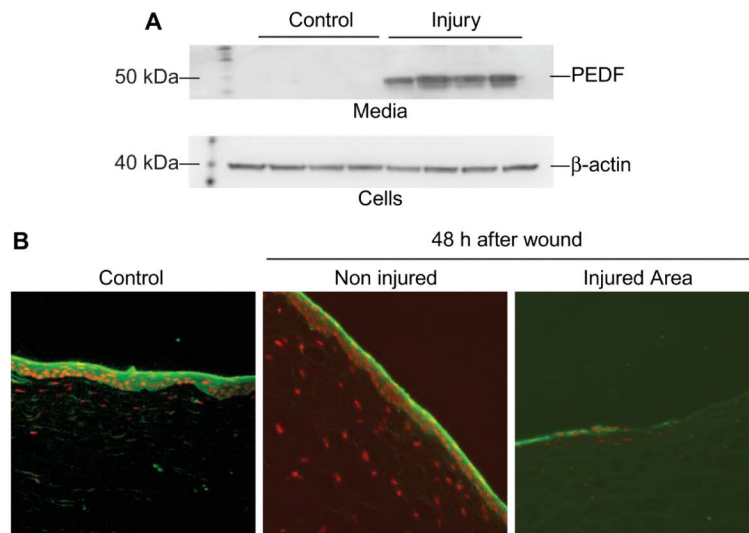 A
Control Injury
50 kDa PEDF
Media
40 kDa β-actin
Cells
B
48 h after wound
Control Non injured Injured Area